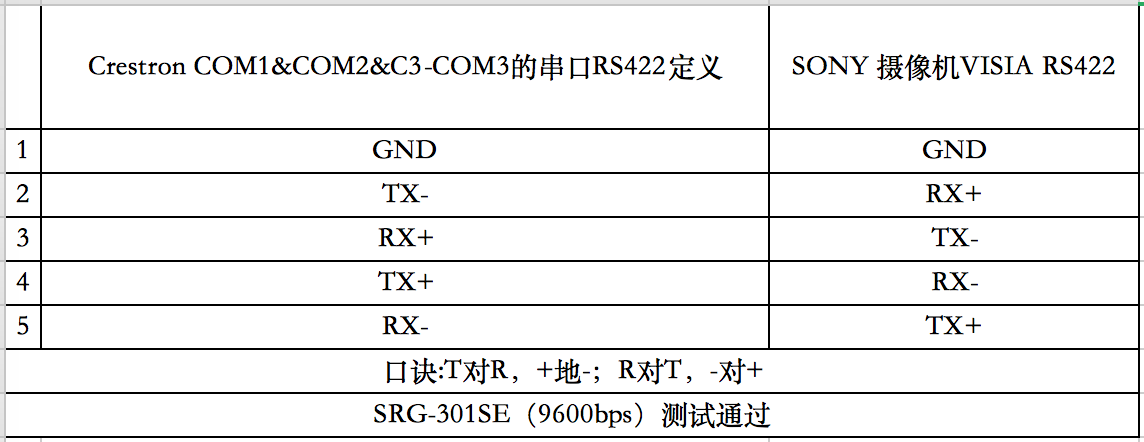 Crestron COM1&COM2&C3-COM3的串口RS422定义 SONY 摄像机VISIA RS422
1 GND GND
2 TX- RX+
3 RX+ TX-
4 TX+ RX-
5 RX- TX+
口诀:T对R，+地-；R对T，-对+
SRG-301SE（9600bps）测试通过